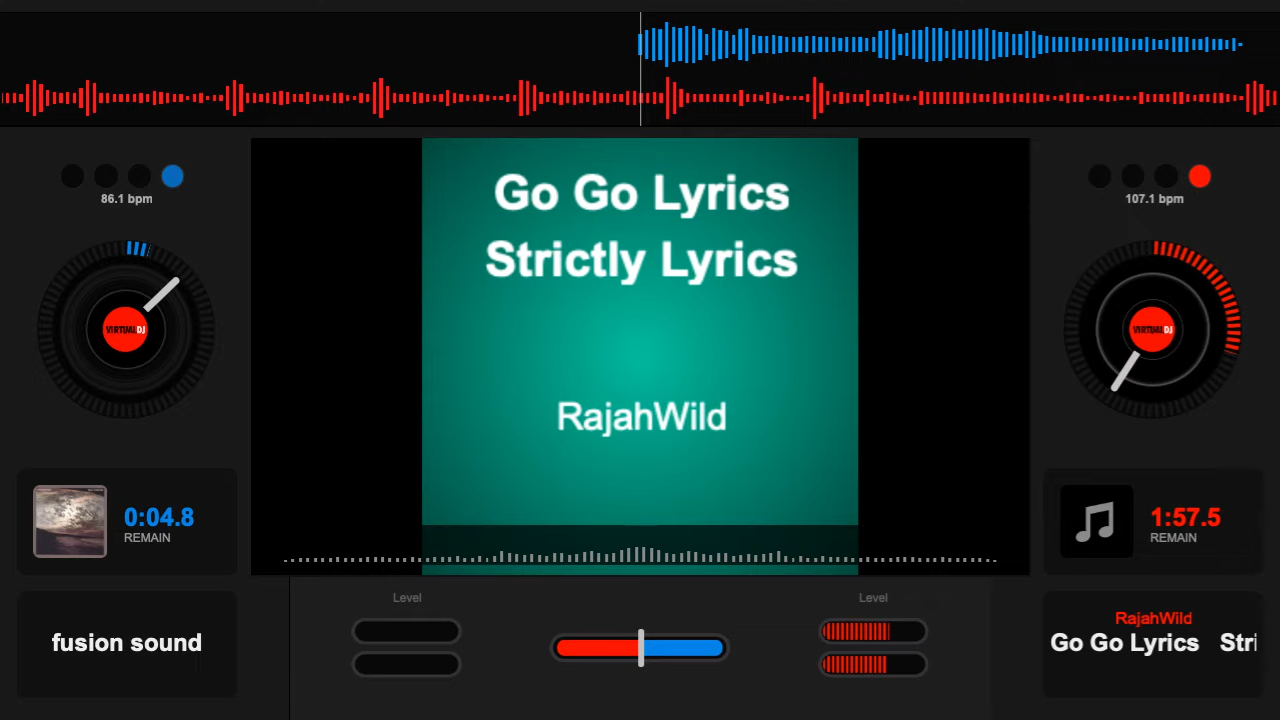 86.1 bpm
107.1 bpm
Go Go Lyrics
Strictly Lyrics
RajahWild
VIRTUALDJ
VIRTUALDJ
0:04.8
REMAIN
1:57.5
REMAIN
Level
Level
fusion sound
RajahWild
Go Go Lyrics Stri